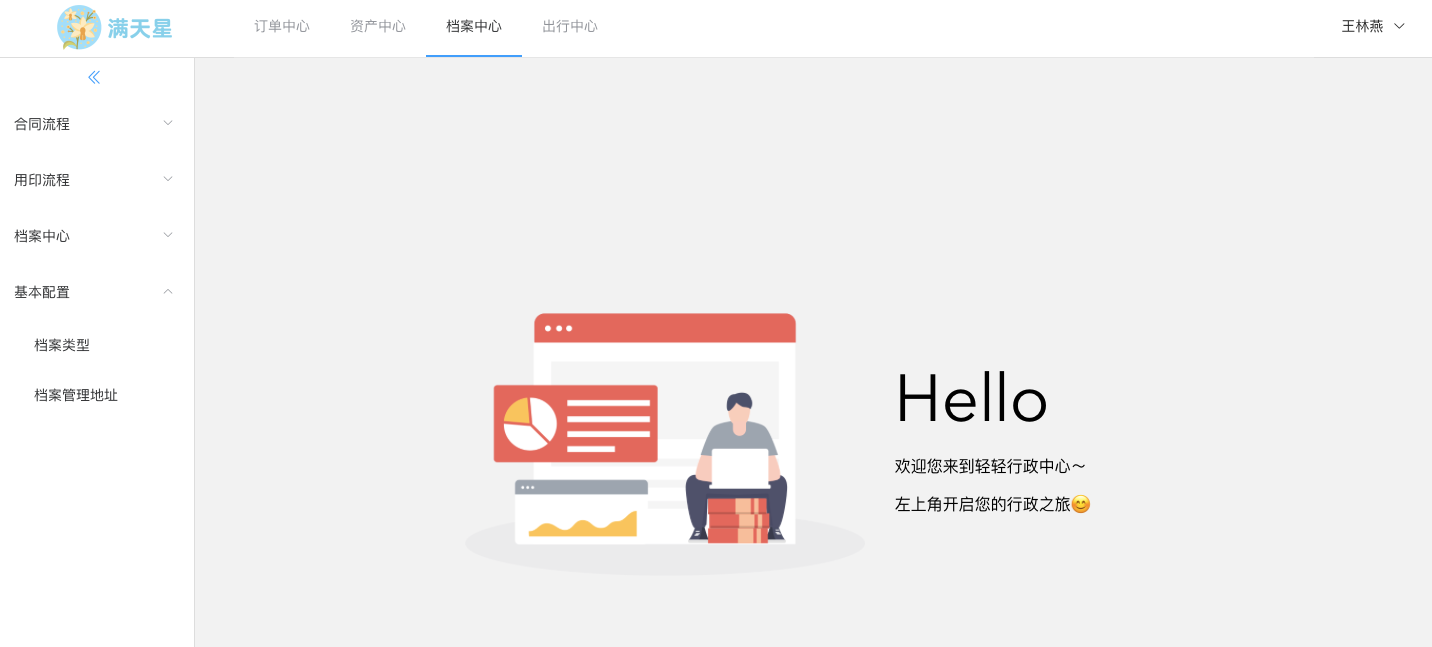 满天星
订单中心 资产中心 档案中心 出行中心
王林燕
合同流程
用印流程
档案中心
基本配置
档案类型
档案管理地址
Hello
欢迎您来到轻轻行政中心～
左上角开启您的行政之旅😊